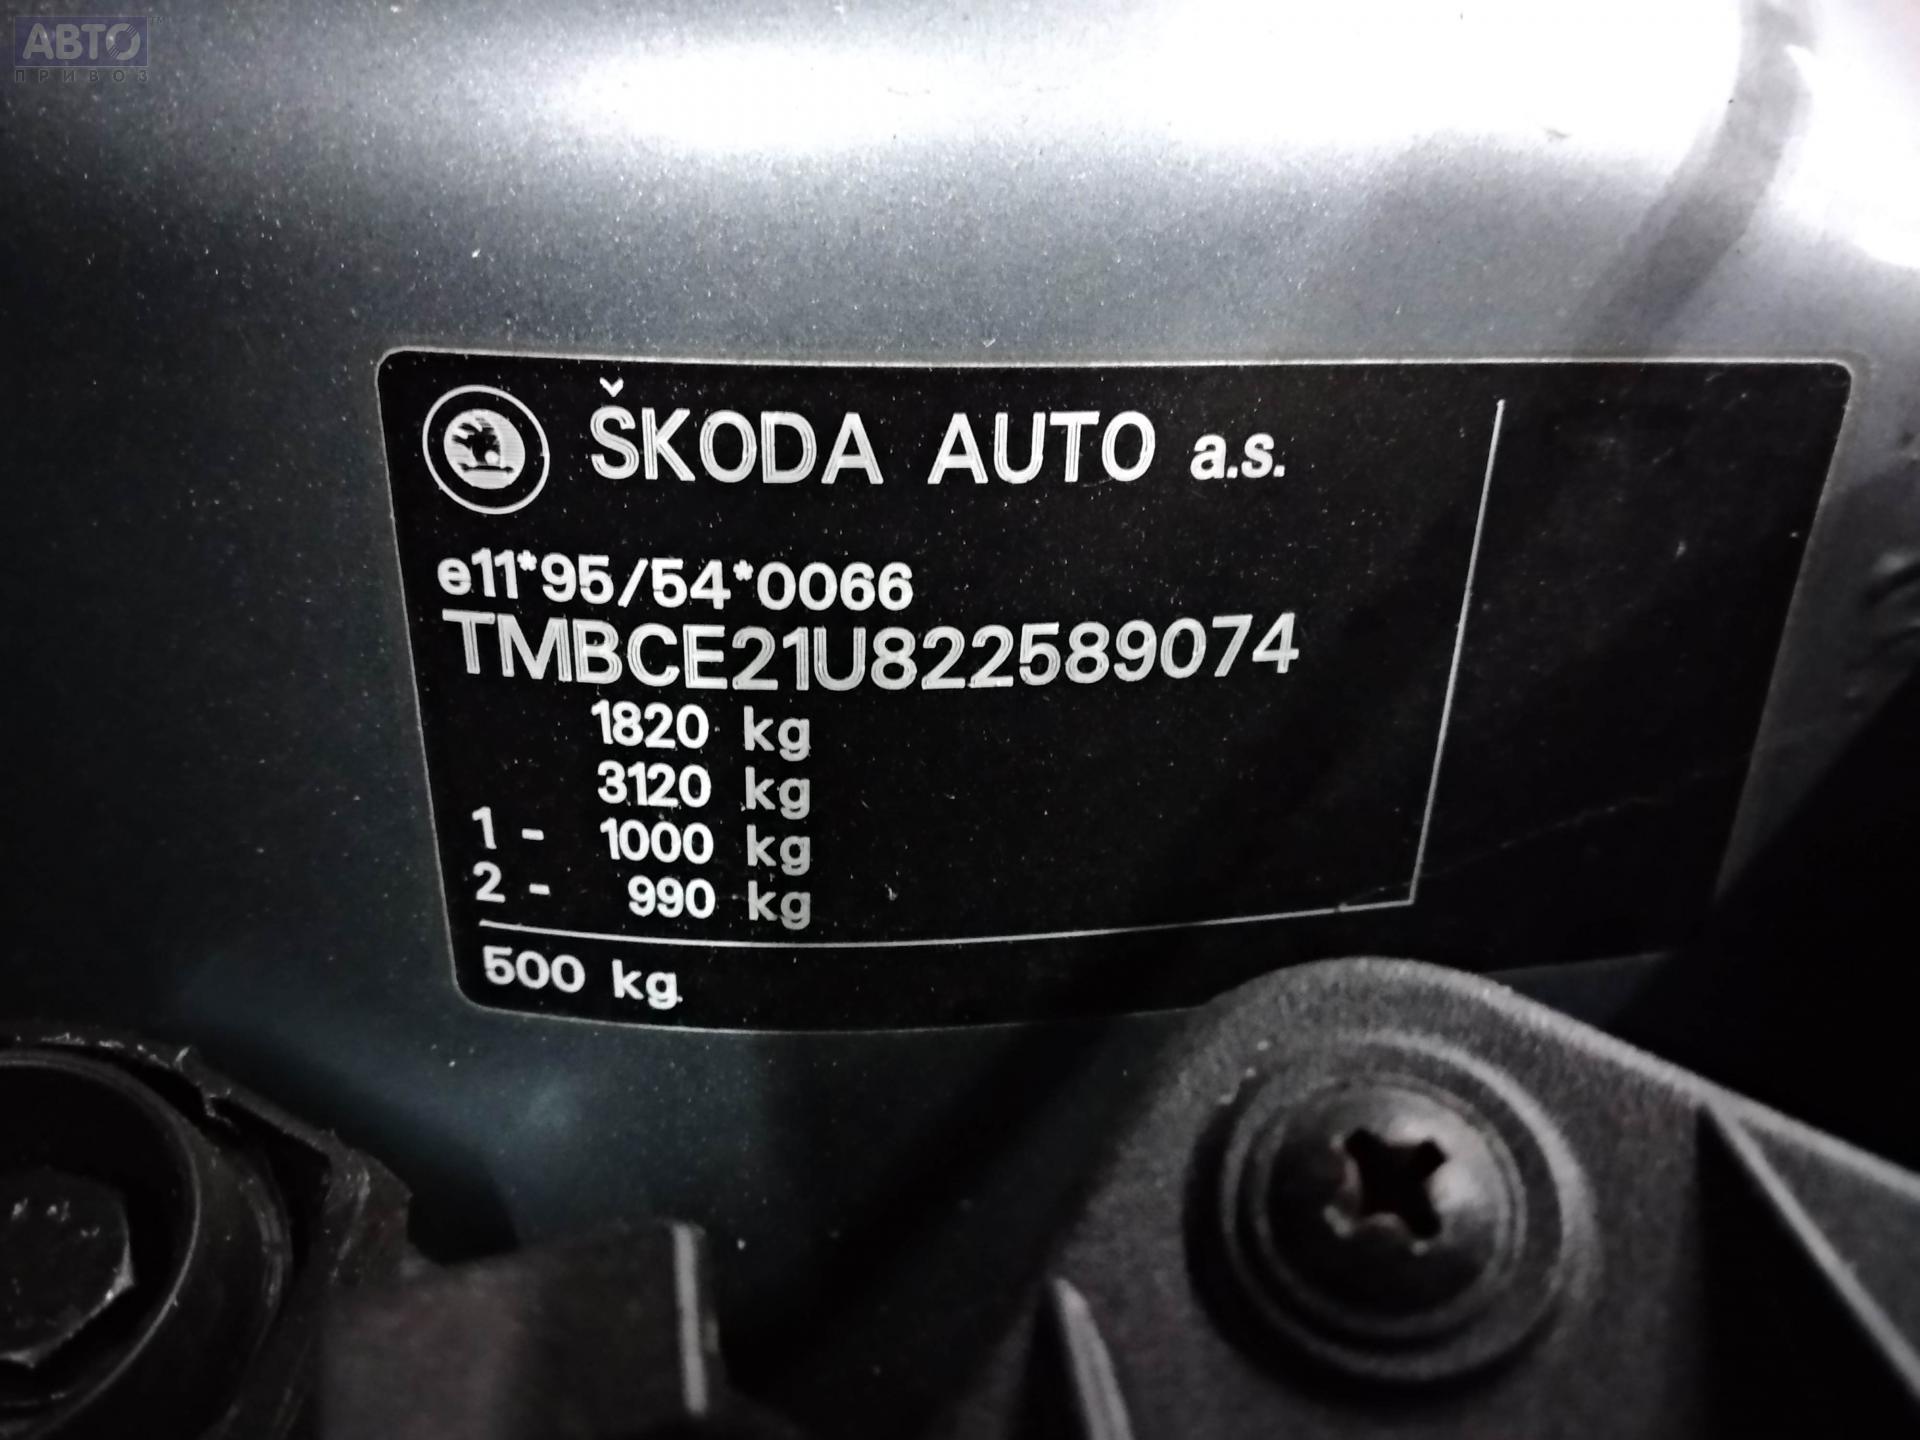 АВТО™
ПРИВОЗ
ŠKODA AUTO a.s.
e11*95/54*0066
TMBCE21U822589074
1820 kg
3120 kg
1 - 1000 kg
2 - 990 kg
500 kg.